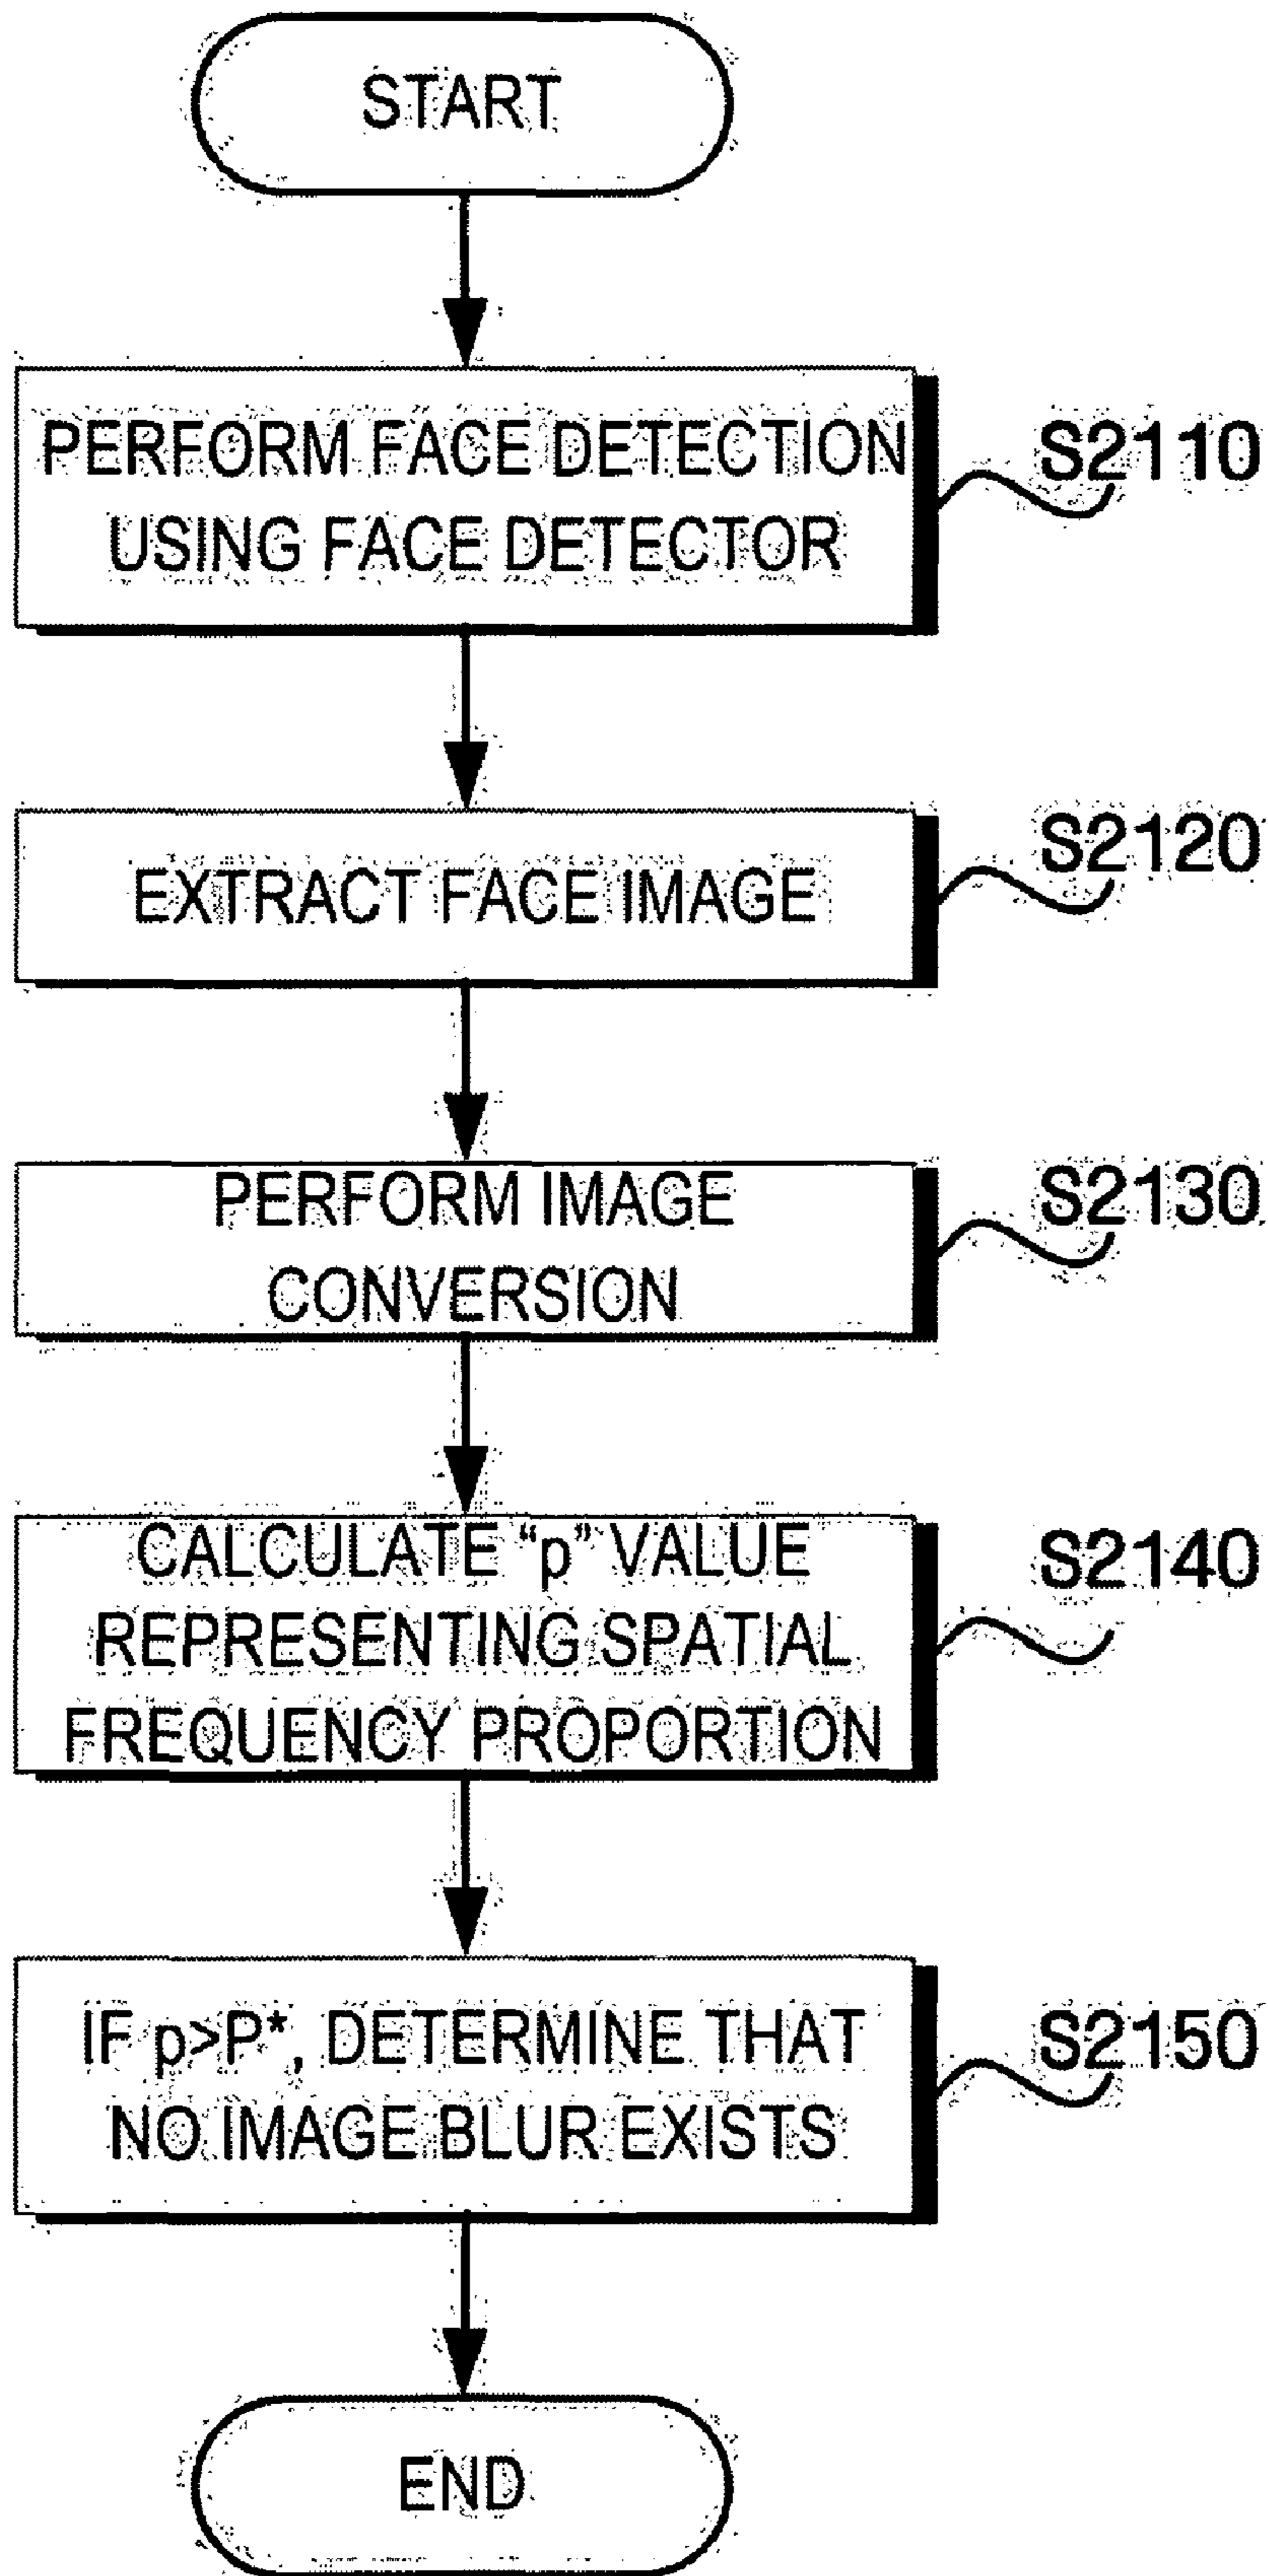 START
PERFORM FACE DETECTION
USING FACE DETECTOR
S2110
EXTRACT FACE IMAGE
S2120
PERFORM IMAGE
CONVERSION
S2130
CALCULATE “p” VALUE
REPRESENTING SPATIAL
FREQUENCY PROPORTION
S2140
IF p>P*, DETERMINE THAT
NO IMAGE BLUR EXISTS
S2150
END